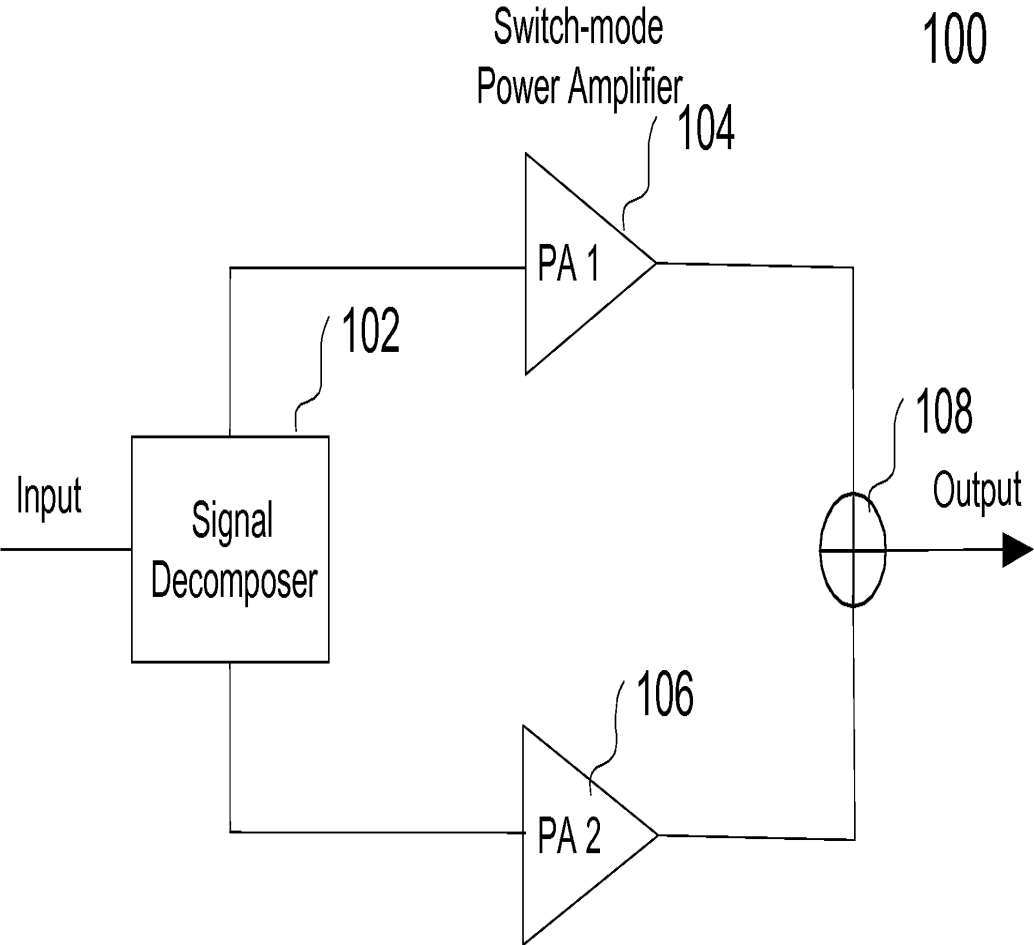 Switch-mode
Power Amplifier
100
104
PA 1
102
108
Input
Output
Signal
Decomposer
106
PA 2